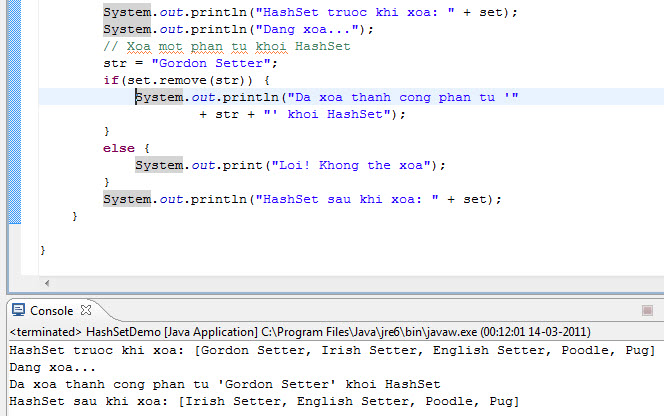 System.out.println("HashSet truoc khi xoa: " + set);
System.out.println("Dang xoa...");
// Xoa mot phan tu khoi HashSet
str = "Gordon Setter";
if(set.remove(str)) {
System.out.println("Da xoa thanh cong phan tu '"
+ str + "' khoi HashSet");
}
else {
System.out.print("Loi! Khong the xoa");
}
System.out.println("HashSet sau khi xoa: " + set);
}
}
Console
<terminated> HashSetDemo [Java Application] C:\Program Files\Java\jre6\bin\javaw.exe (00:12:01 14-03-2011)
HashSet truoc khi xoa: [Gordon Setter, Irish Setter, English Setter, Poodle, Pug]
Dang xoa...
Da xoa thanh cong phan tu 'Gordon Setter' khoi HashSet
HashSet sau khi xoa: [Irish Setter, English Setter, Poodle, Pug]